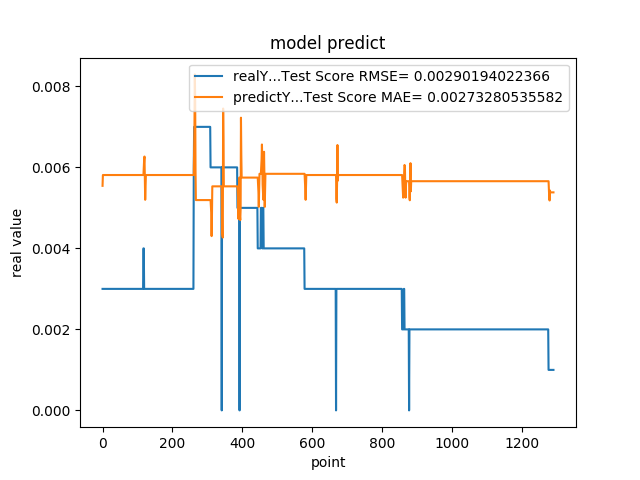 model predict
realY...Test Score RMSE= 0.00290194022366
predictY...Test Score MAE= 0.00273280535582
0.008
0.006
0.004
0.002
0.000
real value
0 200 400 600 800 1000 1200
point